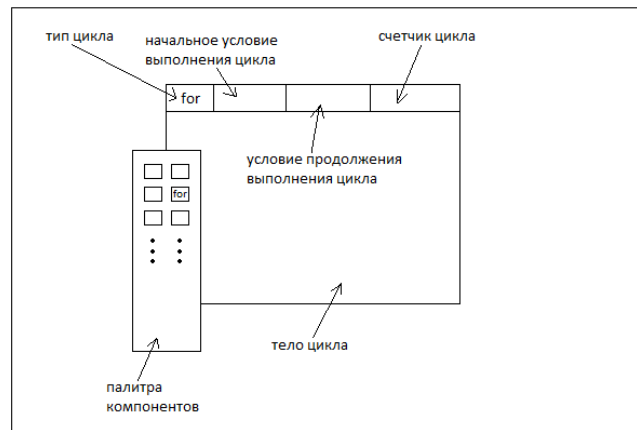 тип цикла
начальное условие
выполнения цикла
счетчик цикла
for
условие продолжения
выполнения цикла
for
тело цикла
палитра
компонентов